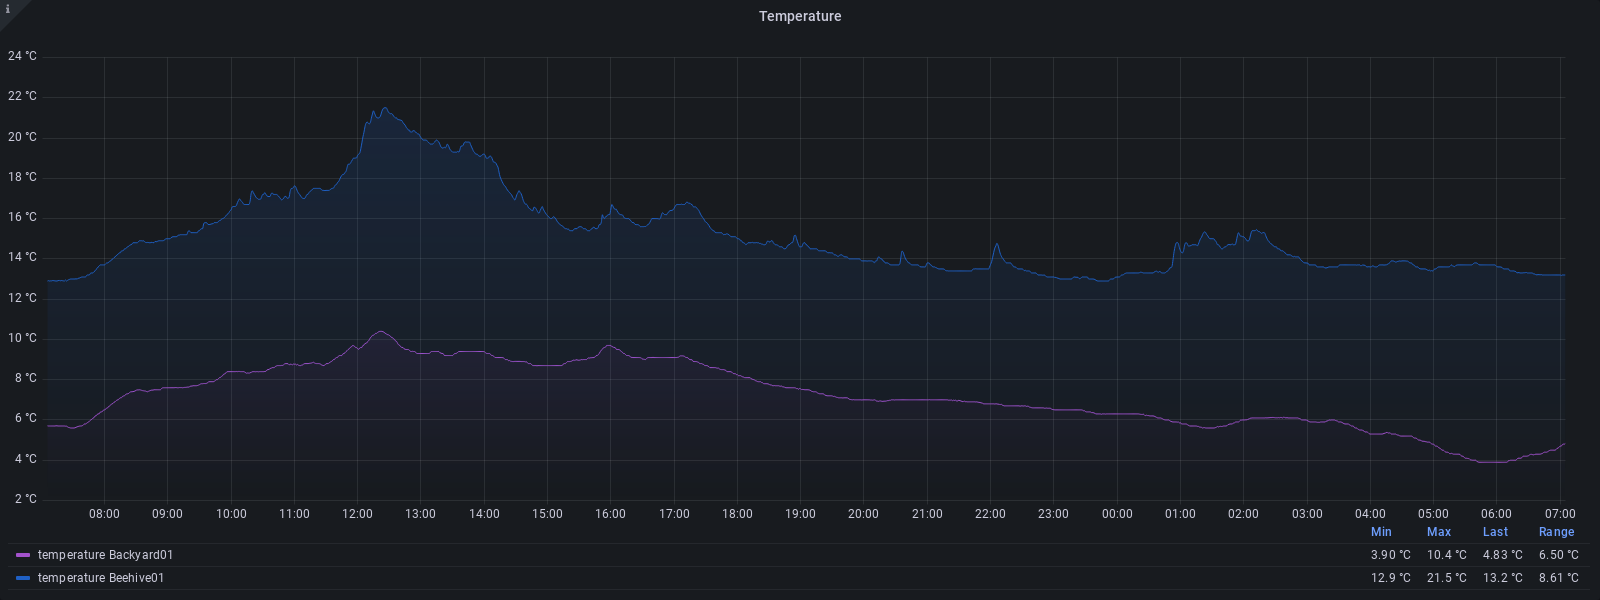 i
Temperature
24 °C
22 °C
20 °C
18 °C
16 °C
14 °C
12 °C
10 °C
8 °C
6 °C
4 °C
2 °C
08:00 09:00 10:00 11:00 12:00 13:00 14:00 15:00 16:00 17:00 18:00 19:00 20:00 21:00 22:00 23:00 00:00 01:00 02:00 03:00 04:00 05:00 06:00 07:00
Min Max Last Range
temperature Backyard01 3.90 °C 10.4 °C 4.83 °C 6.50 °C
temperature Beehive01 12.9 °C 21.5 °C 13.2 °C 8.61 °C